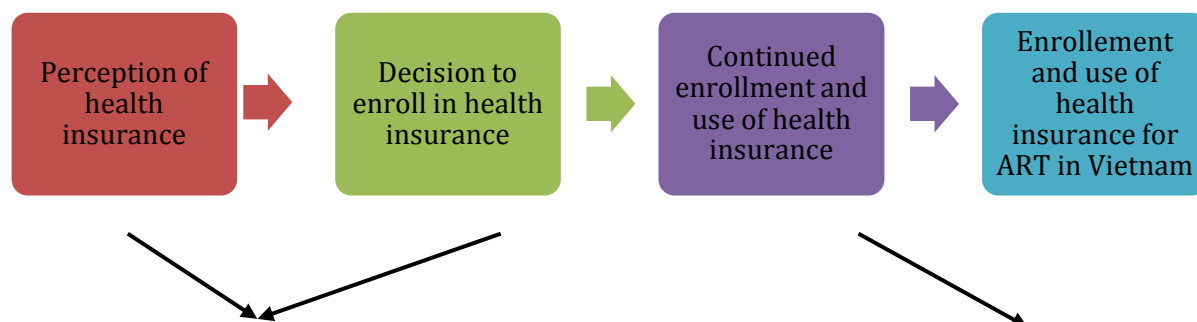 Perception of
health
insurance
Decision to
enroll in health
insurance
Continued
enrollment and
use of health
insurance
Enrollement
and use of
health
insurance for
ART in Vietnam